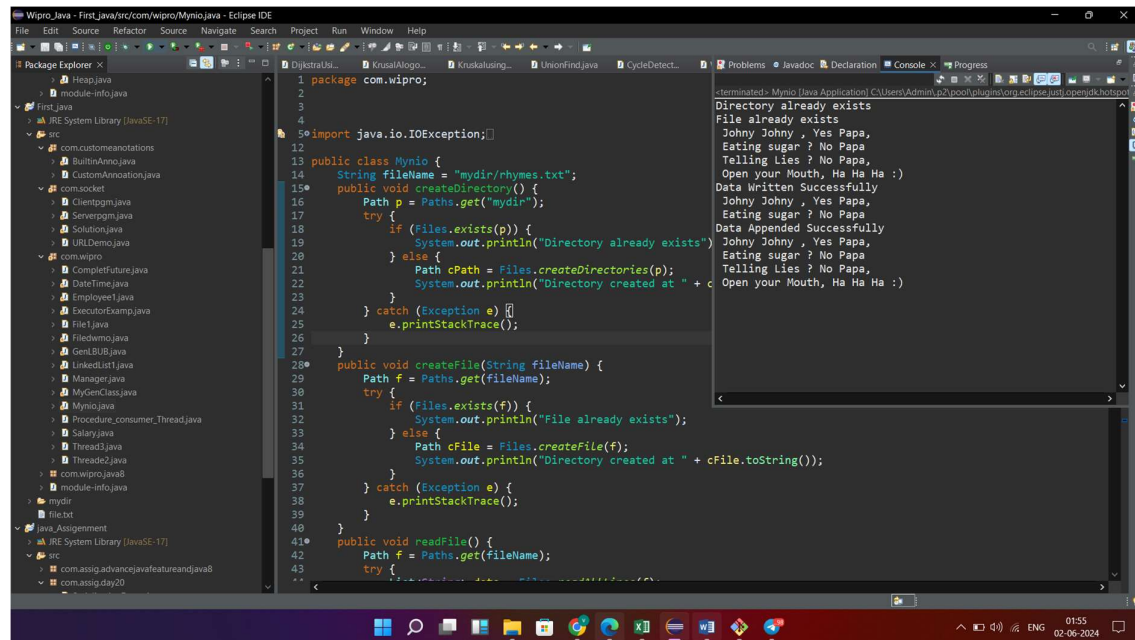 Wipro_Java - First_java/src/com/wipro/Mynio.java - Eclipse IDE
File Edit Source Refactor Source Navigate Search Project Run Window Help
Package Explorer
Heap.java
module-info.java
First_java
JRE System Library [JavaSE-17]
src
com.customeanotations
BuiltinAnno.java
CustomAnnoation.java
com.socket
Clientpgm.java
Serverpgm.java
Solution.java
URLDemo.java
com.wipro
CompletFuture.java
DateTime.java
Employee1.java
ExecutorExamp.java
File1.java
Filedwmo.java
GenLBUB.java
LinkedList1.java
Manager.java
MyGenClass.java
Mynio.java
Procedure_consumer_Thread.java
Salary.java
Thread3.java
Threade2.java
com.wipro.java8
module-info.java
mydir
file.txt
java_Assigenment
JRE System Library [JavaSE-17]
src
com.assig.advancejavafeatureandjava8
com.assig.day20
DijkstraUsi... KrusalAlogo... Kruskalusing... UnionFind.java CycleDetect...
1 package com.wipro;
2
3
4
5 import java.io.IOException;
12
13 public class Mynio {
14 String fileName = "mydir/rhymes.txt";
15 public void createDirectory() {
16 Path p = Paths.get("mydir");
17 try {
18 if (Files.exists(p)) {
19 System.out.println("Directory already exists")
20 } else {
21 Path cPath = Files.createDirectories(p);
22 System.out.println("Directory created at " + c
23 }
24 } catch (Exception e) {
25 e.printStackTrace();
26 }
27 }
28 public void createFile(String fileName) {
29 Path f = Paths.get(fileName);
30 try {
31 if (Files.exists(f)) {
32 System.out.println("File already exists");
33 } else {
34 Path cFile = Files.createFile(f);
35 System.out.println("Directory created at " + cFile.toString());
36 }
37 } catch (Exception e) {
38 e.printStackTrace();
39 }
40 }
41 public void readFile() {
42 Path f = Paths.get(fileName);
43 try {
Problems Javadoc Declaration Console Progress
<terminated> Mynio [Java Application] C:\Users\Admin\.p2\pool\plugins\org.eclipse.justj.openjdk.hotspot
Directory already exists
File already exists
Johny Johny , Yes Papa,
Eating sugar ? No Papa
Telling Lies ? No Papa,
Open your Mouth, Ha Ha Ha :)
Data Written Successfully
Johny Johny , Yes Papa,
Eating sugar ? No Papa
Data Appended Successfully
Johny Johny , Yes Papa,
Eating sugar ? No Papa
Telling Lies ? No Papa,
Open your Mouth, Ha Ha Ha :)
ENG
01:55
02-06-2024